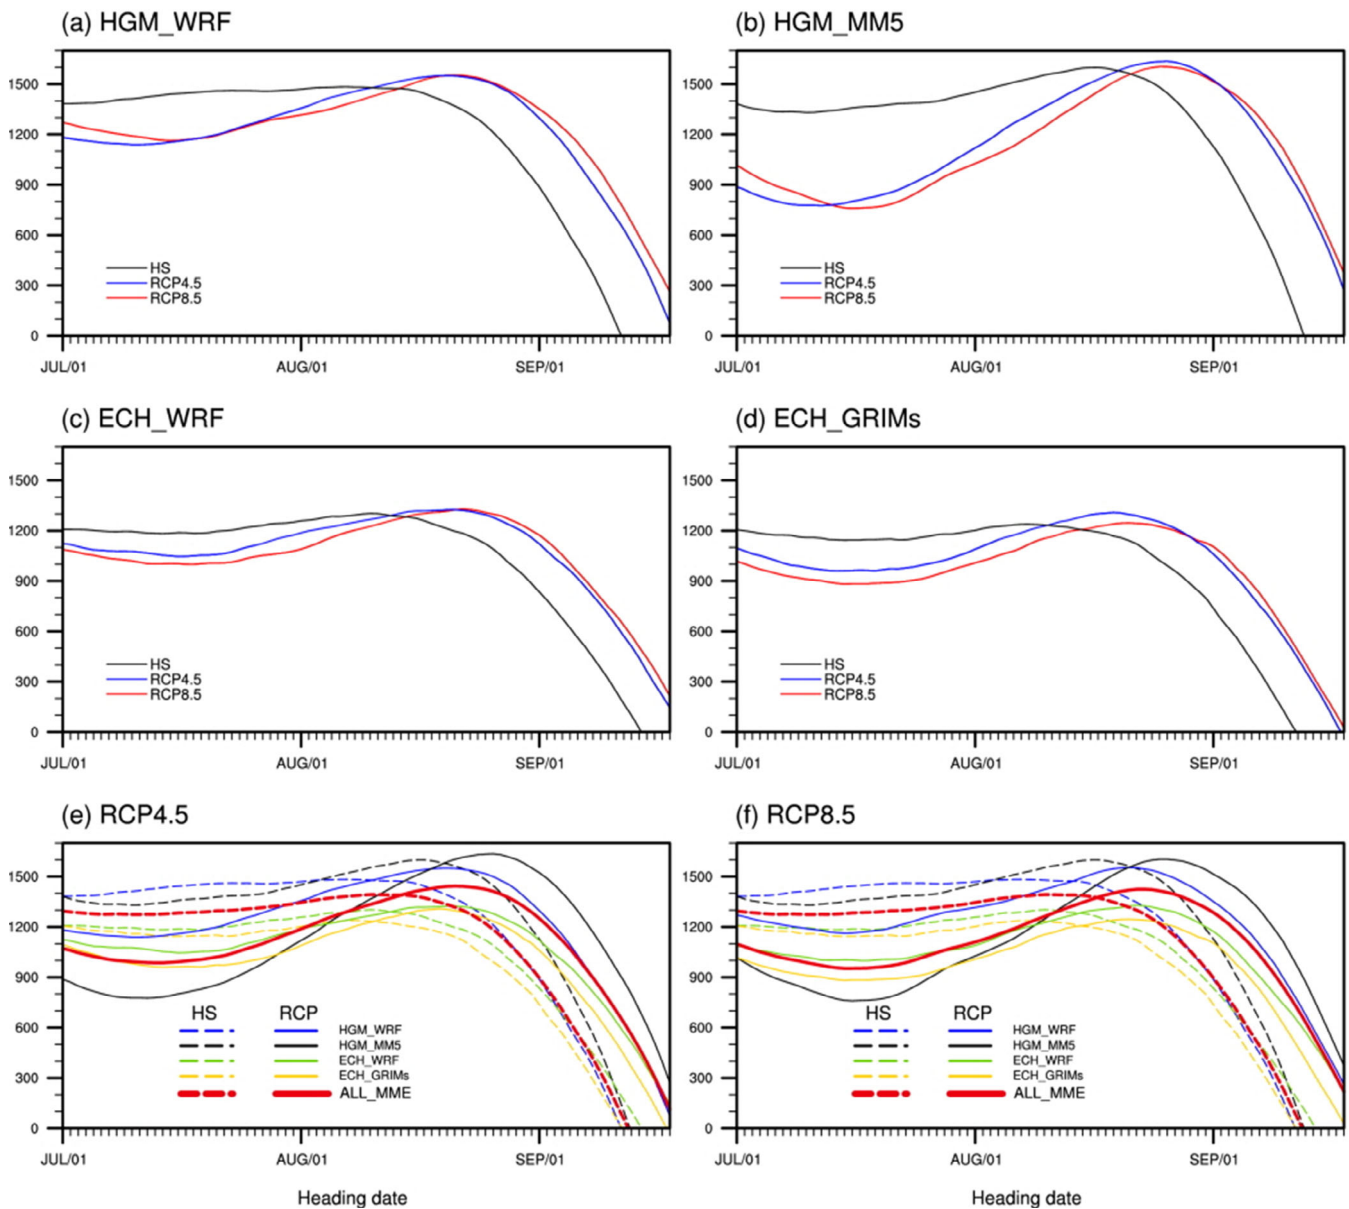 (a) HGM_WRF
1500
1200
900
600
300
0
HS
RCP4.5
RCP8.5
JUL/01 AUG/01 SEP/01
(b) HGM_MM5
1500
1200
900
600
300
0
HS
RCP4.5
RCP8.5
JUL/01 AUG/01 SEP/01
(c) ECH_WRF
1500
1200
900
600
300
0
HS
RCP4.5
RCP8.5
JUL/01 AUG/01 SEP/01
(d) ECH_GRIMs
1500
1200
900
600
300
0
HS
RCP4.5
RCP8.5
JUL/01 AUG/01 SEP/01
(e) RCP4.5
1500
1200
900
600
300
0
HS RCP
HGM_WRF
HGM_MM5
ECH_WRF
ECH_GRIMs
ALL_MME
JUL/01 AUG/01 SEP/01
Heading date
(f) RCP8.5
1500
1200
900
600
300
0
HS RCP
HGM_WRF
HGM_MM5
ECH_WRF
ECH_GRIMs
ALL_MME
JUL/01 AUG/01 SEP/01
Heading date